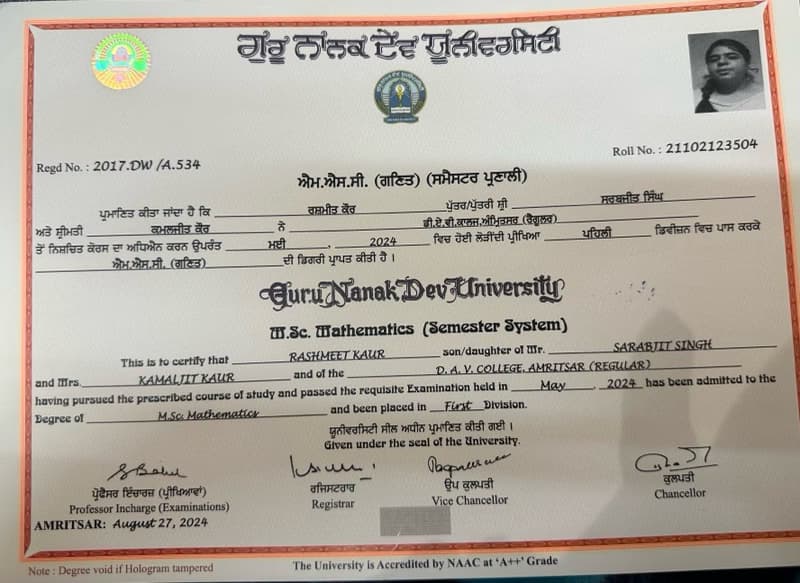 ਗੁਰੂ ਨਾਨਕ ਦੇਵ ਯੂਨੀਵਰਸਿਟੀ
Regd No. : 2017.DW /A.534
Roll No. : 21102123504
ਐਮ.ਐਸ.ਸੀ. (ਗਣਿਤ) (ਸਮੈਸਟਰ ਪ੍ਰਣਾਲੀ)
ਪ੍ਰਮਾਣਿਤ ਕੀਤਾ ਜਾਂਦਾ ਹੈ ਕਿ ਰਸ਼ਮੀਤ ਕੌਰ ਪੁੱਤਰ/ਪੁੱਤਰੀ ਸ਼੍ਰੀ ਸਰਬਜੀਤ ਸਿੰਘ
ਅਤੇ ਸ਼੍ਰੀਮਤੀ ਕਮਲਜੀਤ ਕੌਰ ਨੇ ਡੀ.ਏ.ਵੀ.ਕਾਲਜ,ਅੰਮ੍ਰਿਤਸਰ (ਰੈਗੂਲਰ)
ਤੋਂ ਨਿਸ਼ਚਿਤ ਕੋਰਸ ਦਾ ਅਧਿਐਨ ਕਰਨ ਉਪਰੰਤ ਮਈ , 2024 ਵਿਚ ਹੋਈ ਲੋੜੀਂਦੀ ਪ੍ਰੀਖਿਆ ਪਹਿਲੀ ਡਿਵੀਜ਼ਨ ਵਿਚ ਪਾਸ ਕਰਕੇ
ਐਮ.ਐਸ.ਸੀ. (ਗਣਿਤ) ਦੀ ਡਿਗਰੀ ਪ੍ਰਾਪਤ ਕੀਤੀ ਹੈ ।
Guru Nanak Dev University
M.Sc. Mathematics (Semester System)
This is to certify that RASHMEET KAUR son/daughter of Mr. SARABJIT SINGH
and Mrs. KAMALJIT KAUR and of the D. A. V. COLLEGE, AMRITSAR (REGULAR)
having pursued the prescribed course of study and passed the requisite Examination held in May , 2024 has been admitted to the
Degree of M.Sc. Mathematics and been placed in First Division.
ਯੂਨੀਵਰਸਿਟੀ ਸੀਲ ਅਧੀਨ ਪ੍ਰਮਾਣਿਤ ਕੀਤੀ ਗਈ ।
Given under the seal of the University.
ਪ੍ਰੋਫੈਸਰ ਇੰਚਾਰਜ (ਪ੍ਰੀਖਿਆਵਾਂ) ਰਜਿਸਟਰਾਰ ਉਪ ਕੁਲਪਤੀ ਕੁਲਪਤੀ
Professor Incharge (Examinations) Registrar Vice Chancellor Chancellor
AMRITSAR: August 27, 2024
Note : Degree void if Hologram tampered
The University is Accredited by NAAC at 'A++' Grade